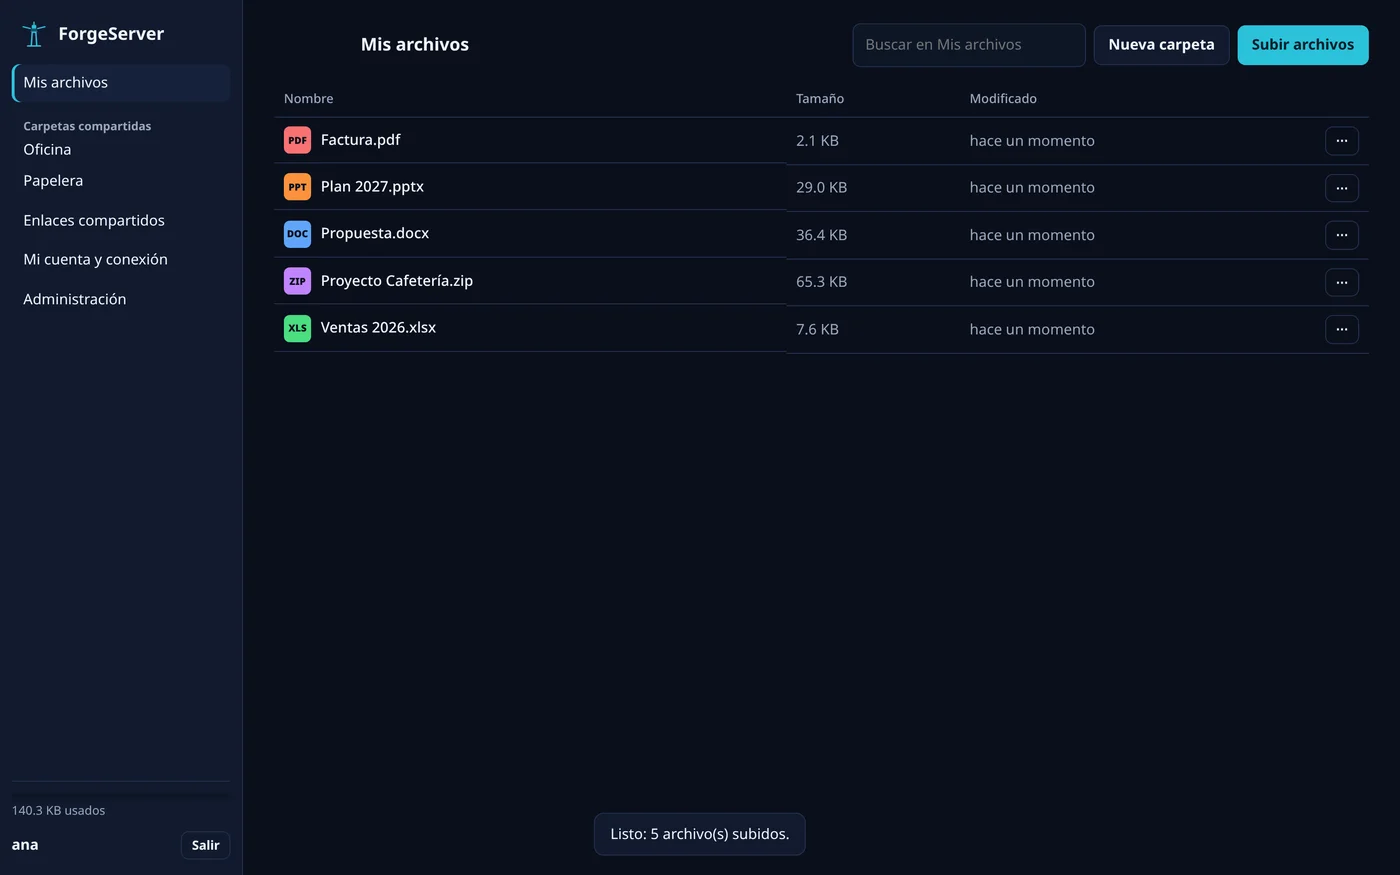 ForgeServer
Mis archivos
Carpetas compartidas
Oficina
Papelera
Enlaces compartidos
Mi cuenta y conexión
Administración
140.3 KB usados
ana
Salir
Mis archivos
Buscar en Mis archivos
Nueva carpeta
Subir archivos
Nombre Tamaño Modificado
PDF Factura.pdf 2.1 KB hace un momento ...
PPT Plan 2027.pptx 29.0 KB hace un momento ...
DOC Propuesta.docx 36.4 KB hace un momento ...
ZIP Proyecto Cafetería.zip 65.3 KB hace un momento ...
XLS Ventas 2026.xlsx 7.6 KB hace un momento ...
Listo: 5 archivo(s) subidos.